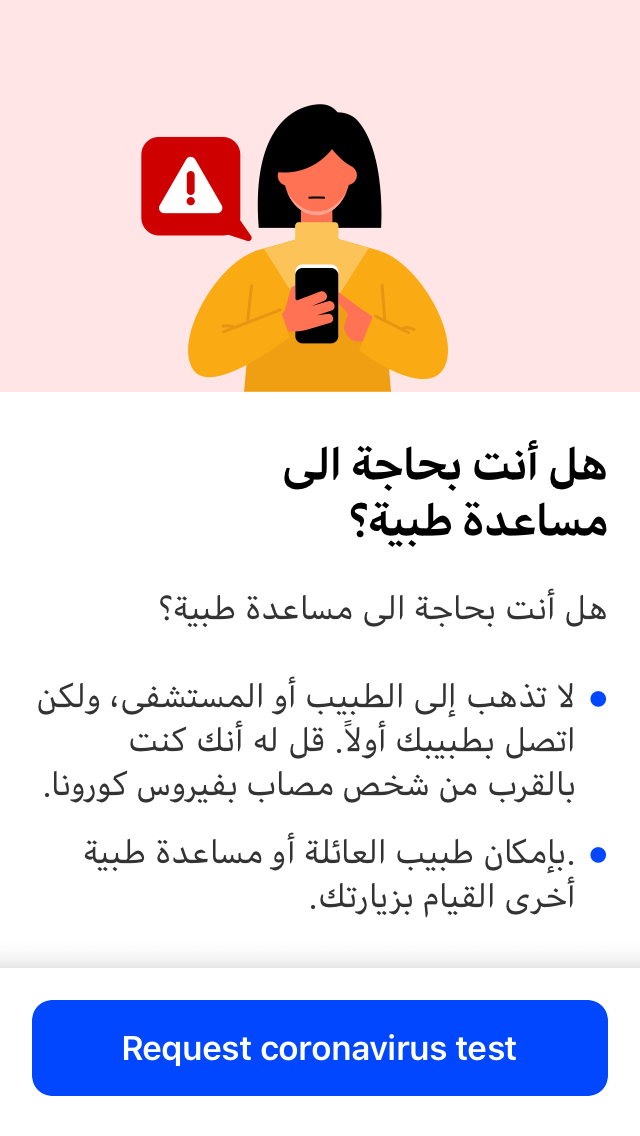 هل أنت بحاجة الى
مساعدة طبية؟
هل أنت بحاجة الى مساعدة طبية؟
لا تذهب إلى الطبيب أو المستشفى، ولكن
اتصل بطبيبك أولاً. قل له أنك كنت
بالقرب من شخص مصاب بفيروس كورونا.
.بإمكان طبيب العائلة أو مساعدة طبية
أخرى القيام بزيارتك.
Request coronavirus test